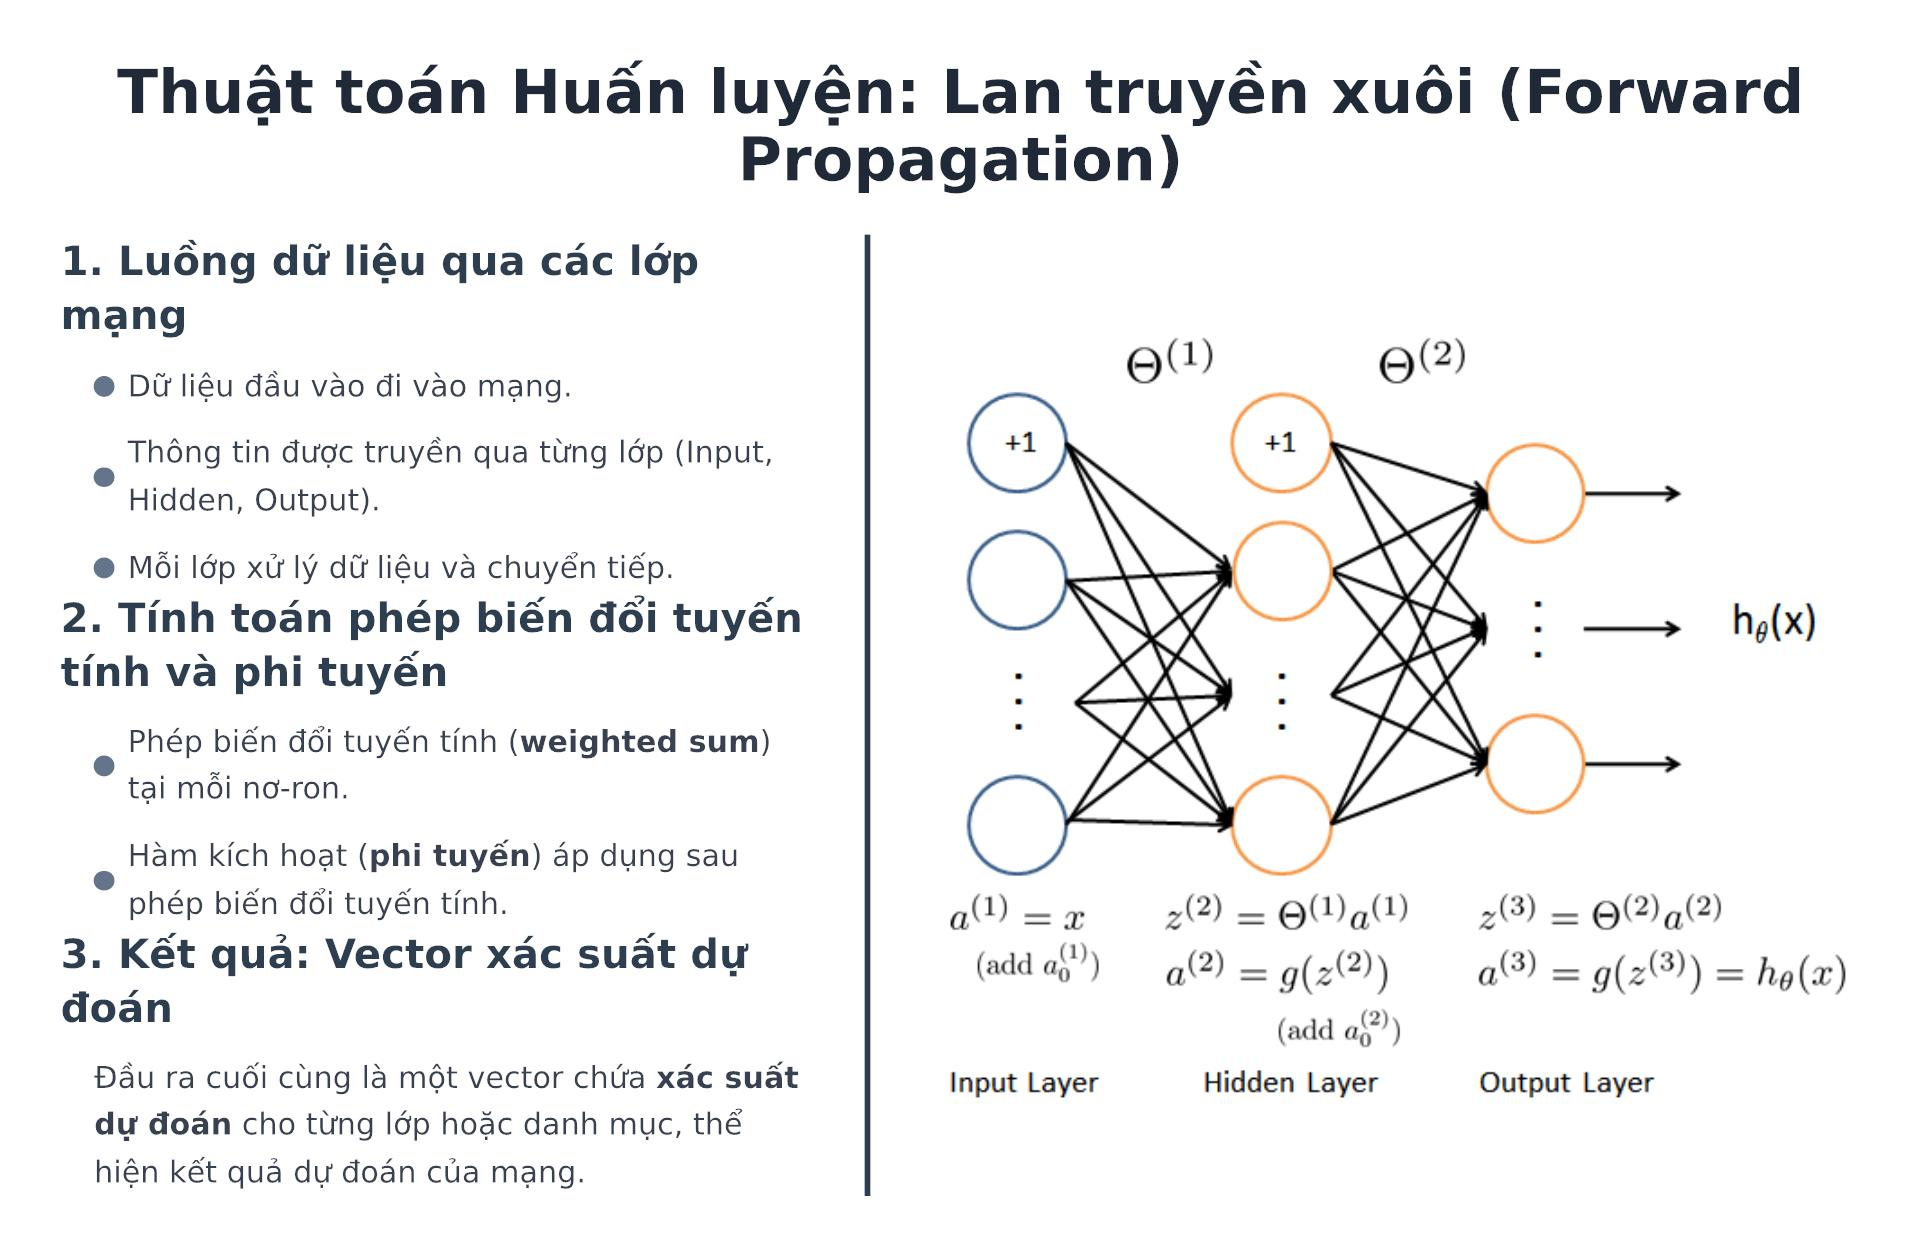 Thuật toán Huấn luyện: Lan truyền xuôi (Forward
Propagation)
1. Luồng dữ liệu qua các lớp
mạng
● Dữ liệu đầu vào đi vào mạng.
● Thông tin được truyền qua từng lớp (Input,
Hidden, Output).
● Mỗi lớp xử lý dữ liệu và chuyển tiếp.
2. Tính toán phép biến đổi tuyến
tính và phi tuyến
● Phép biến đổi tuyến tính (weighted sum)
tại mỗi nơ-ron.
● Hàm kích hoạt (phi tuyến) áp dụng sau
phép biến đổi tuyến tính.
3. Kết quả: Vector xác suất dự
đoán
Đầu ra cuối cùng là một vector chứa xác suất
dự đoán cho từng lớp hoặc danh mục, thể
hiện kết quả dự đoán của mạng.
Θ^(1) Θ^(2)
+1 +1
h_θ(x)
a^(1) = x z^(2) = Θ^(1)a^(1) z^(3) = Θ^(2)a^(2)
(add a_0^(1)) a^(2) = g(z^(2)) a^(3) = g(z^(3)) = h_θ(x)
(add a_0^(2))
Input Layer Hidden Layer Output Layer